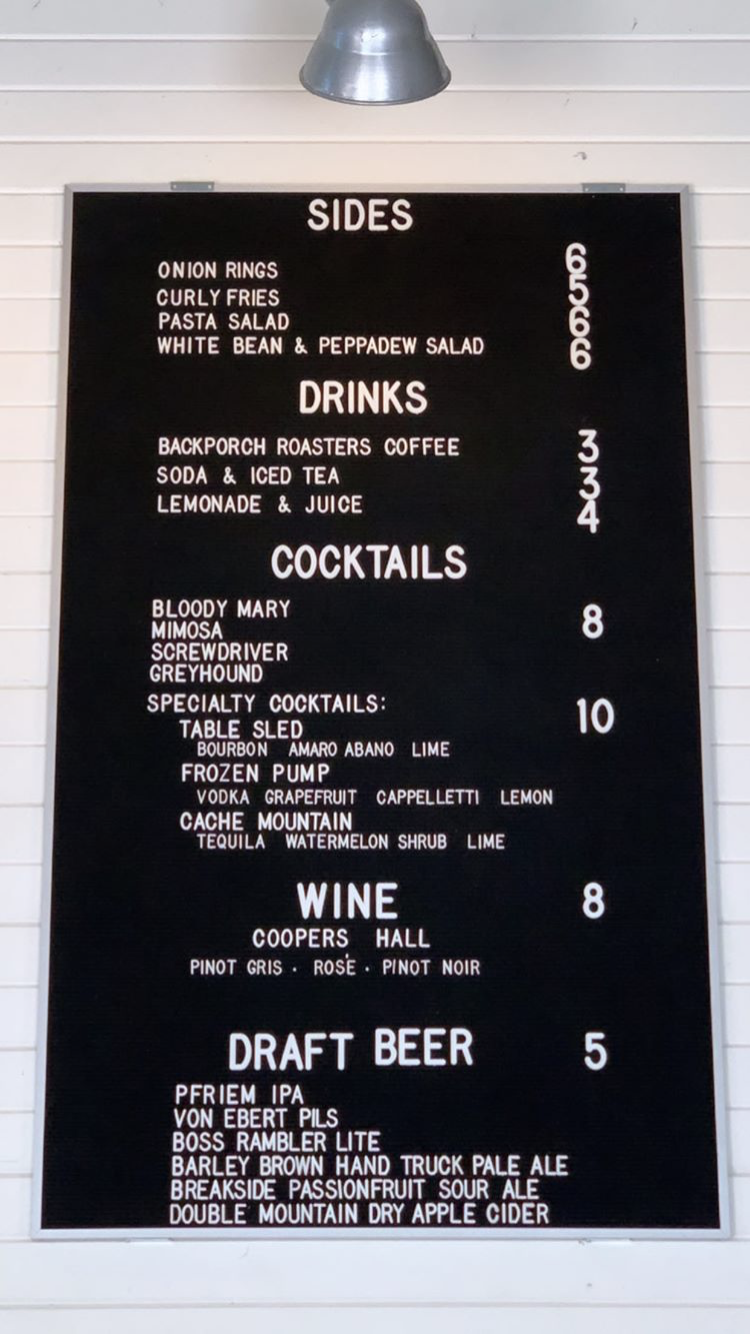 SIDES
ONION RINGS 6
CURLY FRIES 5
PASTA SALAD 6
WHITE BEAN & PEPPADEW SALAD 6
DRINKS
BACKPORCH ROASTERS COFFEE 3
SODA & ICED TEA 3
LEMONADE & JUICE 4
COCKTAILS
BLOODY MARY 8
MIMOSA
SCREWDRIVER
GREYHOUND
SPECIALTY COCKTAILS: 10
TABLE SLED
BOURBON AMARO ABANO LIME
FROZEN PUMP
VODKA GRAPEFRUIT CAPPELLETTI LEMON
CACHE MOUNTAIN
TEQUILA WATERMELON SHRUB LIME
WINE 8
COOPERS HALL
PINOT GRIS · ROSÉ · PINOT NOIR
DRAFT BEER 5
PFRIEM IPA
VON EBERT PILS
BOSS RAMBLER LITE
BARLEY BROWN HAND TRUCK PALE ALE
BREAKSIDE PASSIONFRUIT SOUR ALE
DOUBLE MOUNTAIN DRY APPLE CIDER